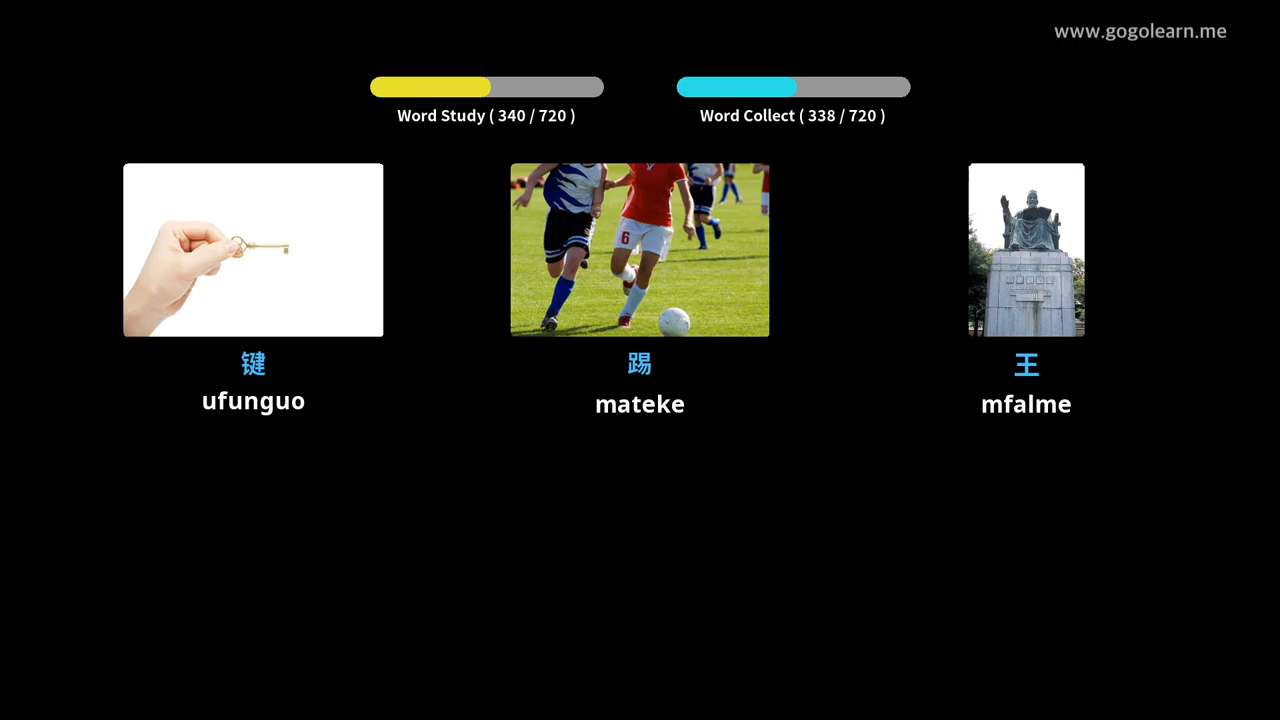 www.gogolearn.me
Word Study ( 340 / 720 )
Word Collect ( 338 / 720 )
键
踢
王
ufunguo
mateke
mfalme